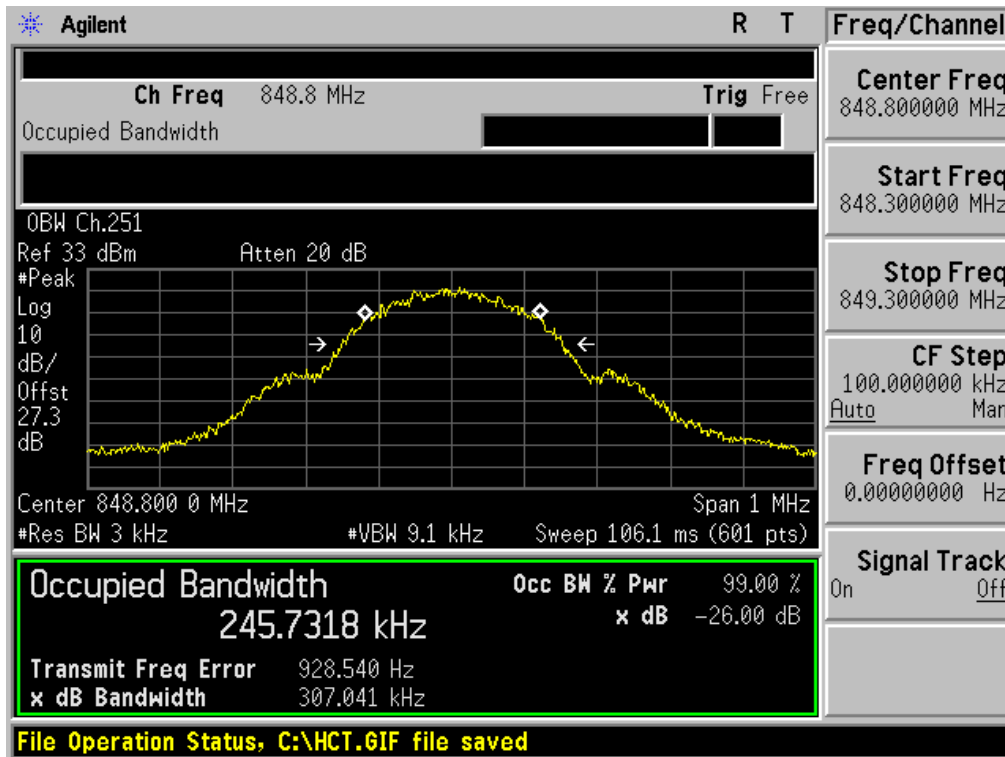 Agilent R T
Ch Freq 848.8 MHz Trig Free
Occupied Bandwidth
OBW Ch.251
Ref 33 dBm Atten 20 dB
#Peak
Log
10
dB/
Offst
27.3
dB
Center 848.800 0 MHz Span 1 MHz
#Res BW 3 kHz #VBW 9.1 kHz Sweep 106.1 ms (601 pts)
Occupied Bandwidth Occ BW % Pwr 99.00 %
245.7318 kHz x dB -26.00 dB
Transmit Freq Error 928.540 Hz
x dB Bandwidth 307.041 kHz
File Operation Status, C:\HCT.GIF file saved
Freq/Channel
Center Freq
848.800000 MHz
Start Freq
848.300000 MHz
Stop Freq
849.300000 MHz
CF Step
100.000000 kHz
Auto Man
Freq Offset
0.00000000 Hz
Signal Track
On Off